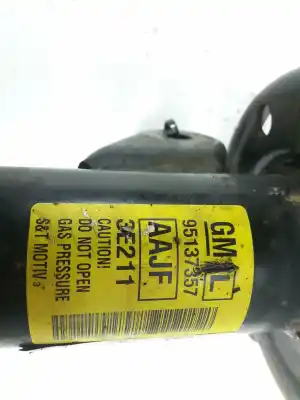 GM L
95137357
AAJF
3E211
CAUTION!
DO NOT OPEN
GAS PRESSURE
S&T MOTIV